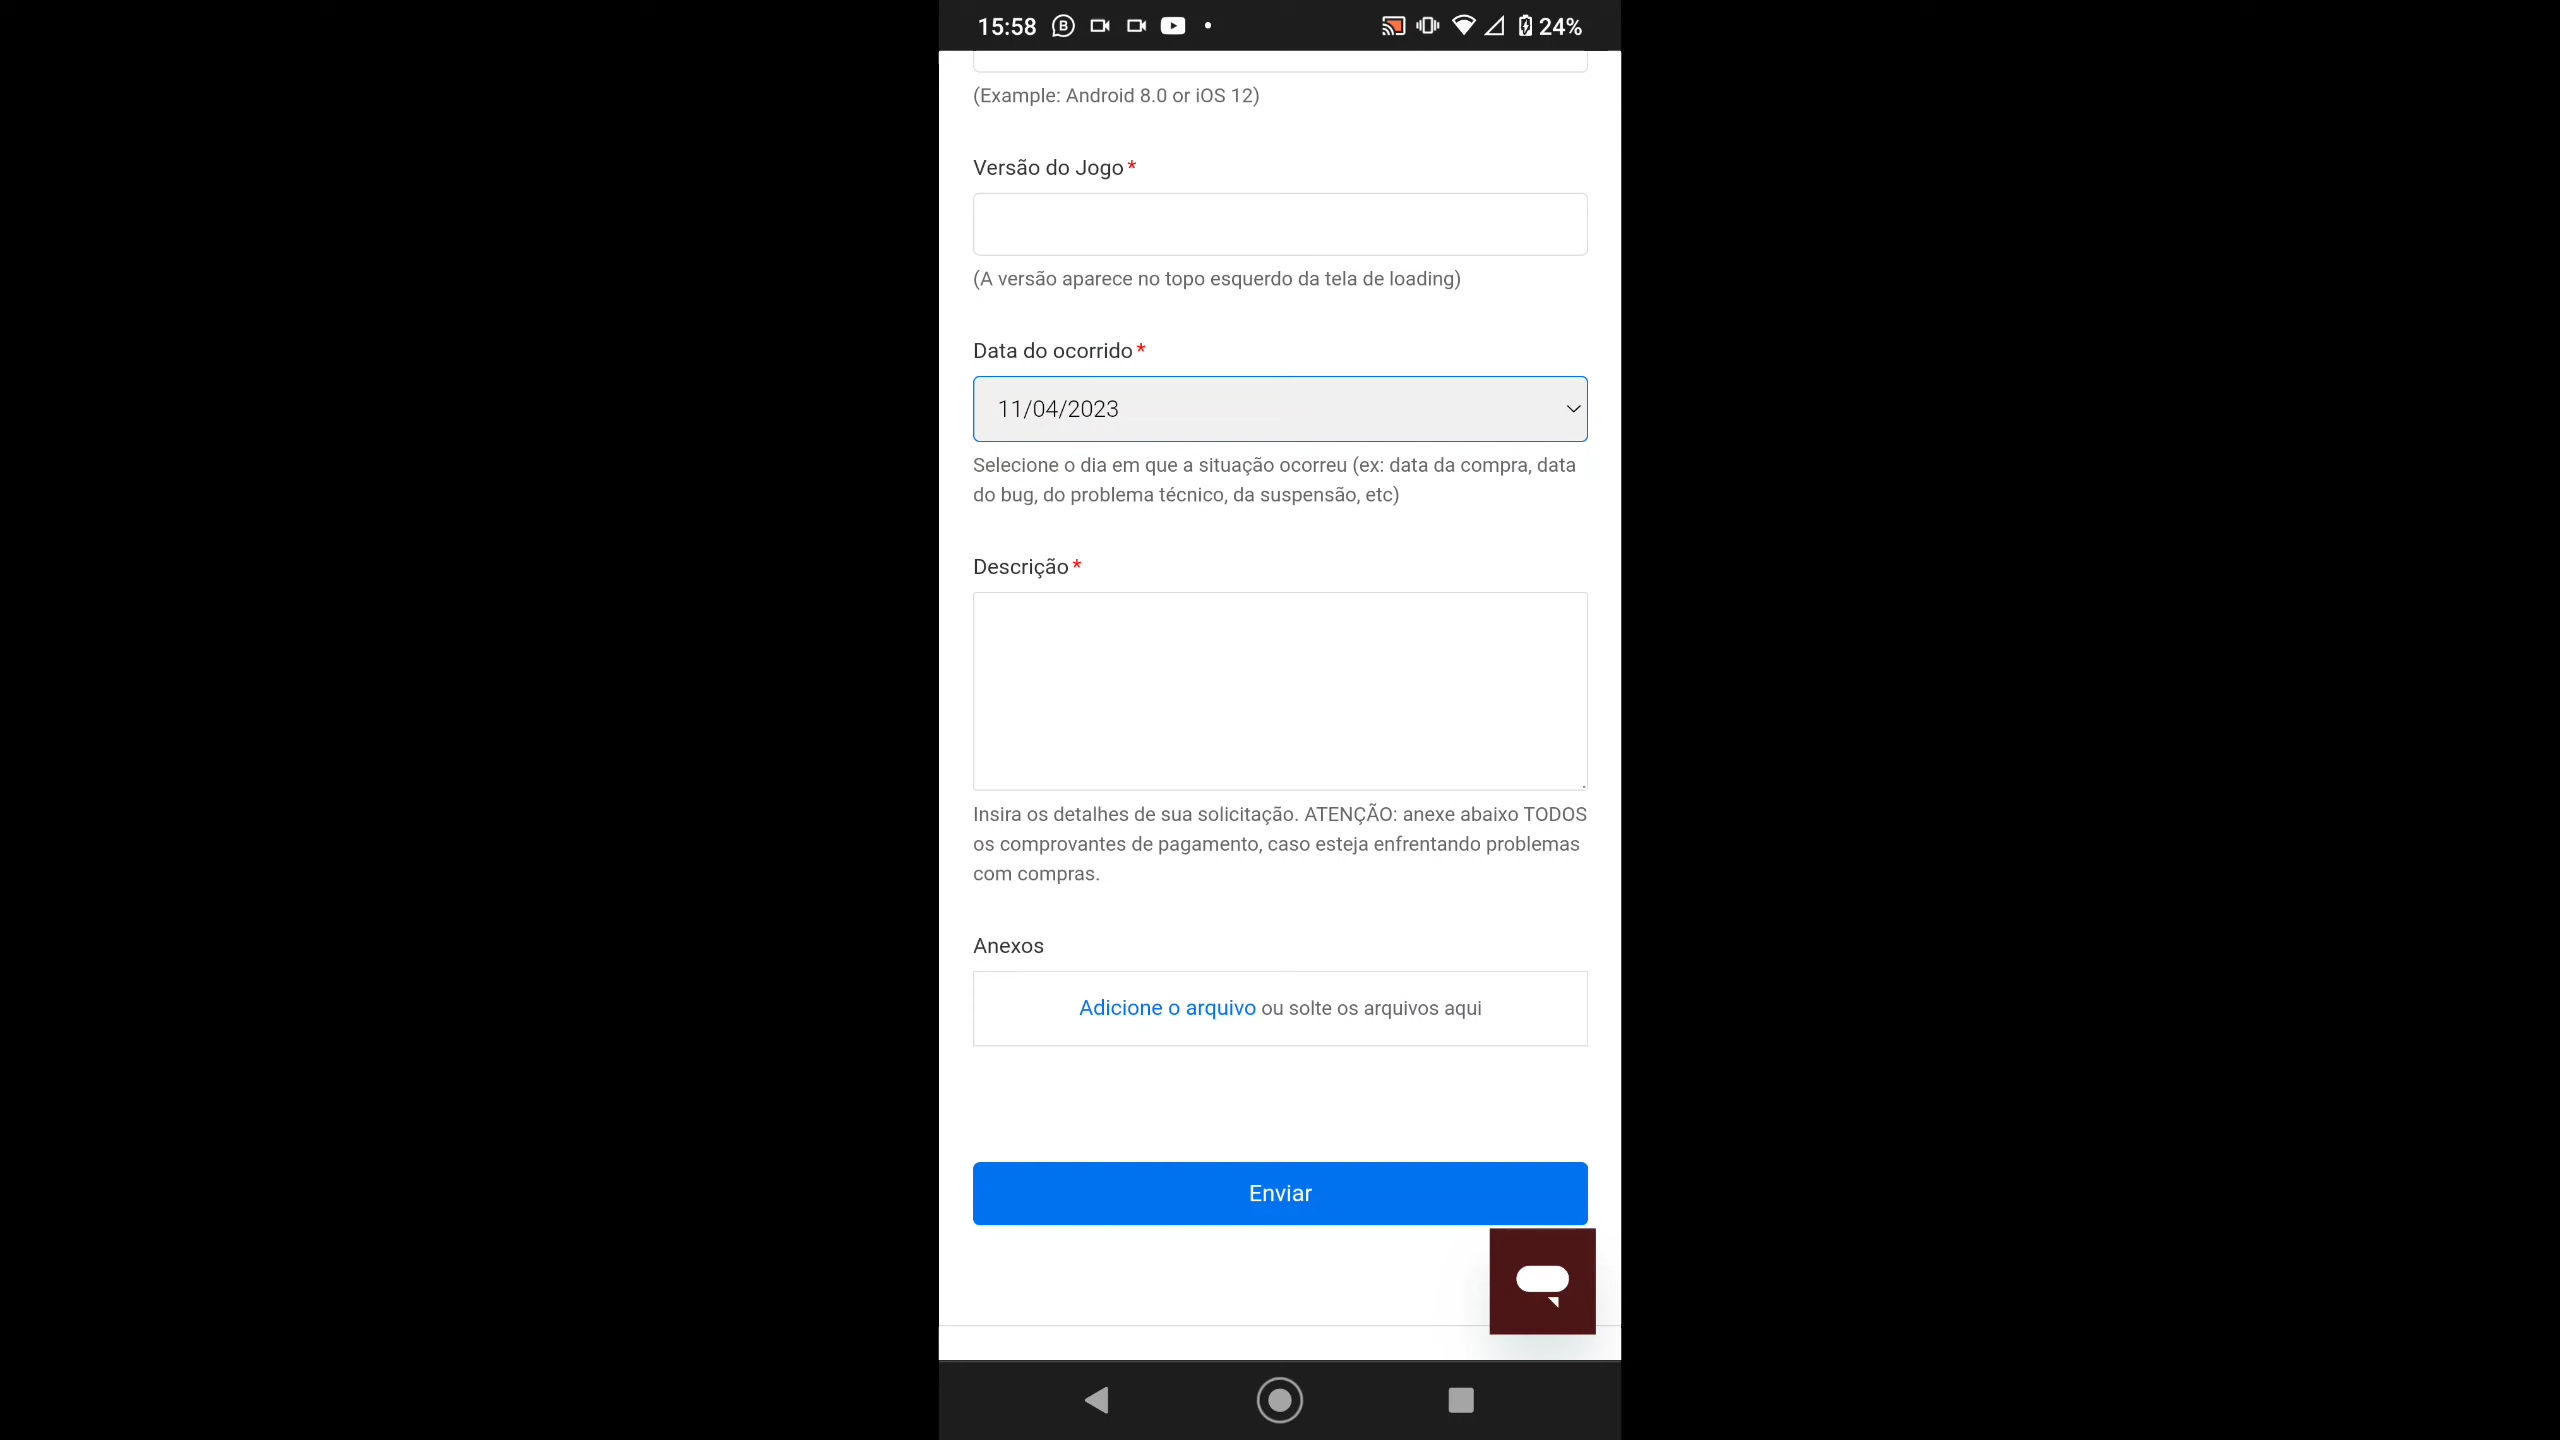 15:58
24%
(Example: Android 8.0 or iOS 12)
Versão do Jogo*
(A versão aparece no topo esquerdo da tela de loading)
Data do ocorrido*
11/04/2023
Selecione o dia em que a situação ocorreu (ex: data da compra, data
do bug, do problema técnico, da suspensão, etc)
Descrição*
Insira os detalhes de sua solicitação. ATENÇÃO: anexe abaixo TODOS
os comprovantes de pagamento, caso esteja enfrentando problemas
com compras.
Anexos
Adicione o arquivo ou solte os arquivos aqui
Enviar